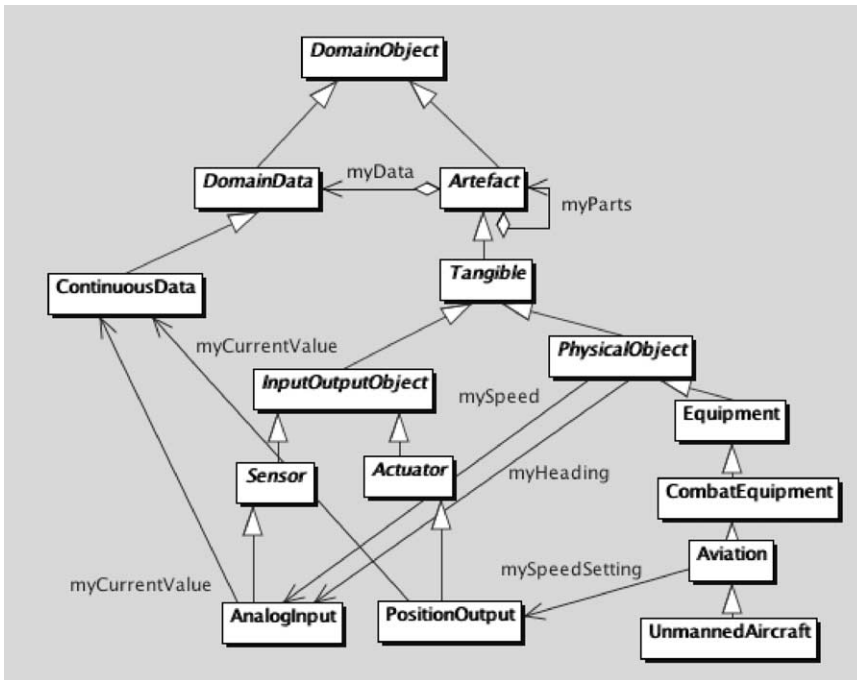 DomainObject
DomainData
myData
Artefact
myParts
Tangible
ContinuousData
myCurrentValue
PhysicalObject
InputOutputObject
mySpeed
Equipment
Sensor
Actuator
myHeading
CombatEquipment
Aviation
mySpeedSetting
myCurrentValue
AnalogInput
PositionOutput
UnmannedAircraft